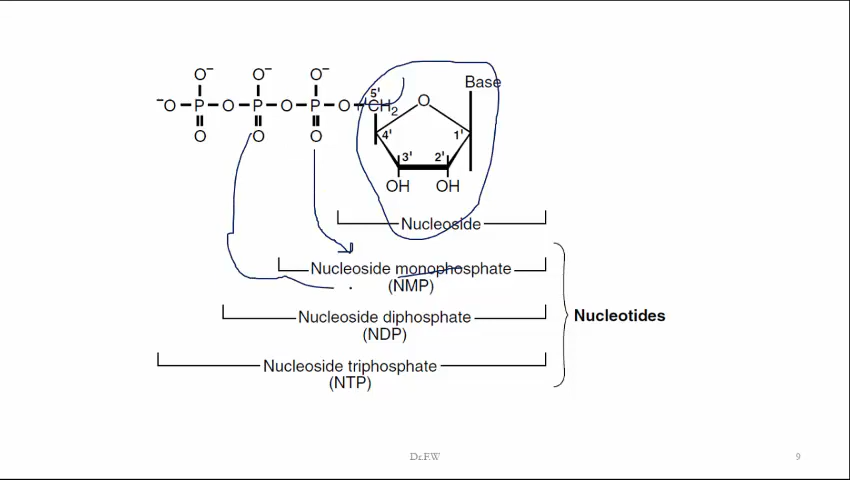 O⁻ O⁻ O⁻ Base
⁻O P O P O P O 5' CH₂ O
O O O 4' 1'
3' 2'
OH OH
Nucleoside
Nucleoside monophosphate
(NMP)
Nucleoside diphosphate
Nucleotides
(NDP)
Nucleoside triphosphate
(NTP)
Dr.F.W
9